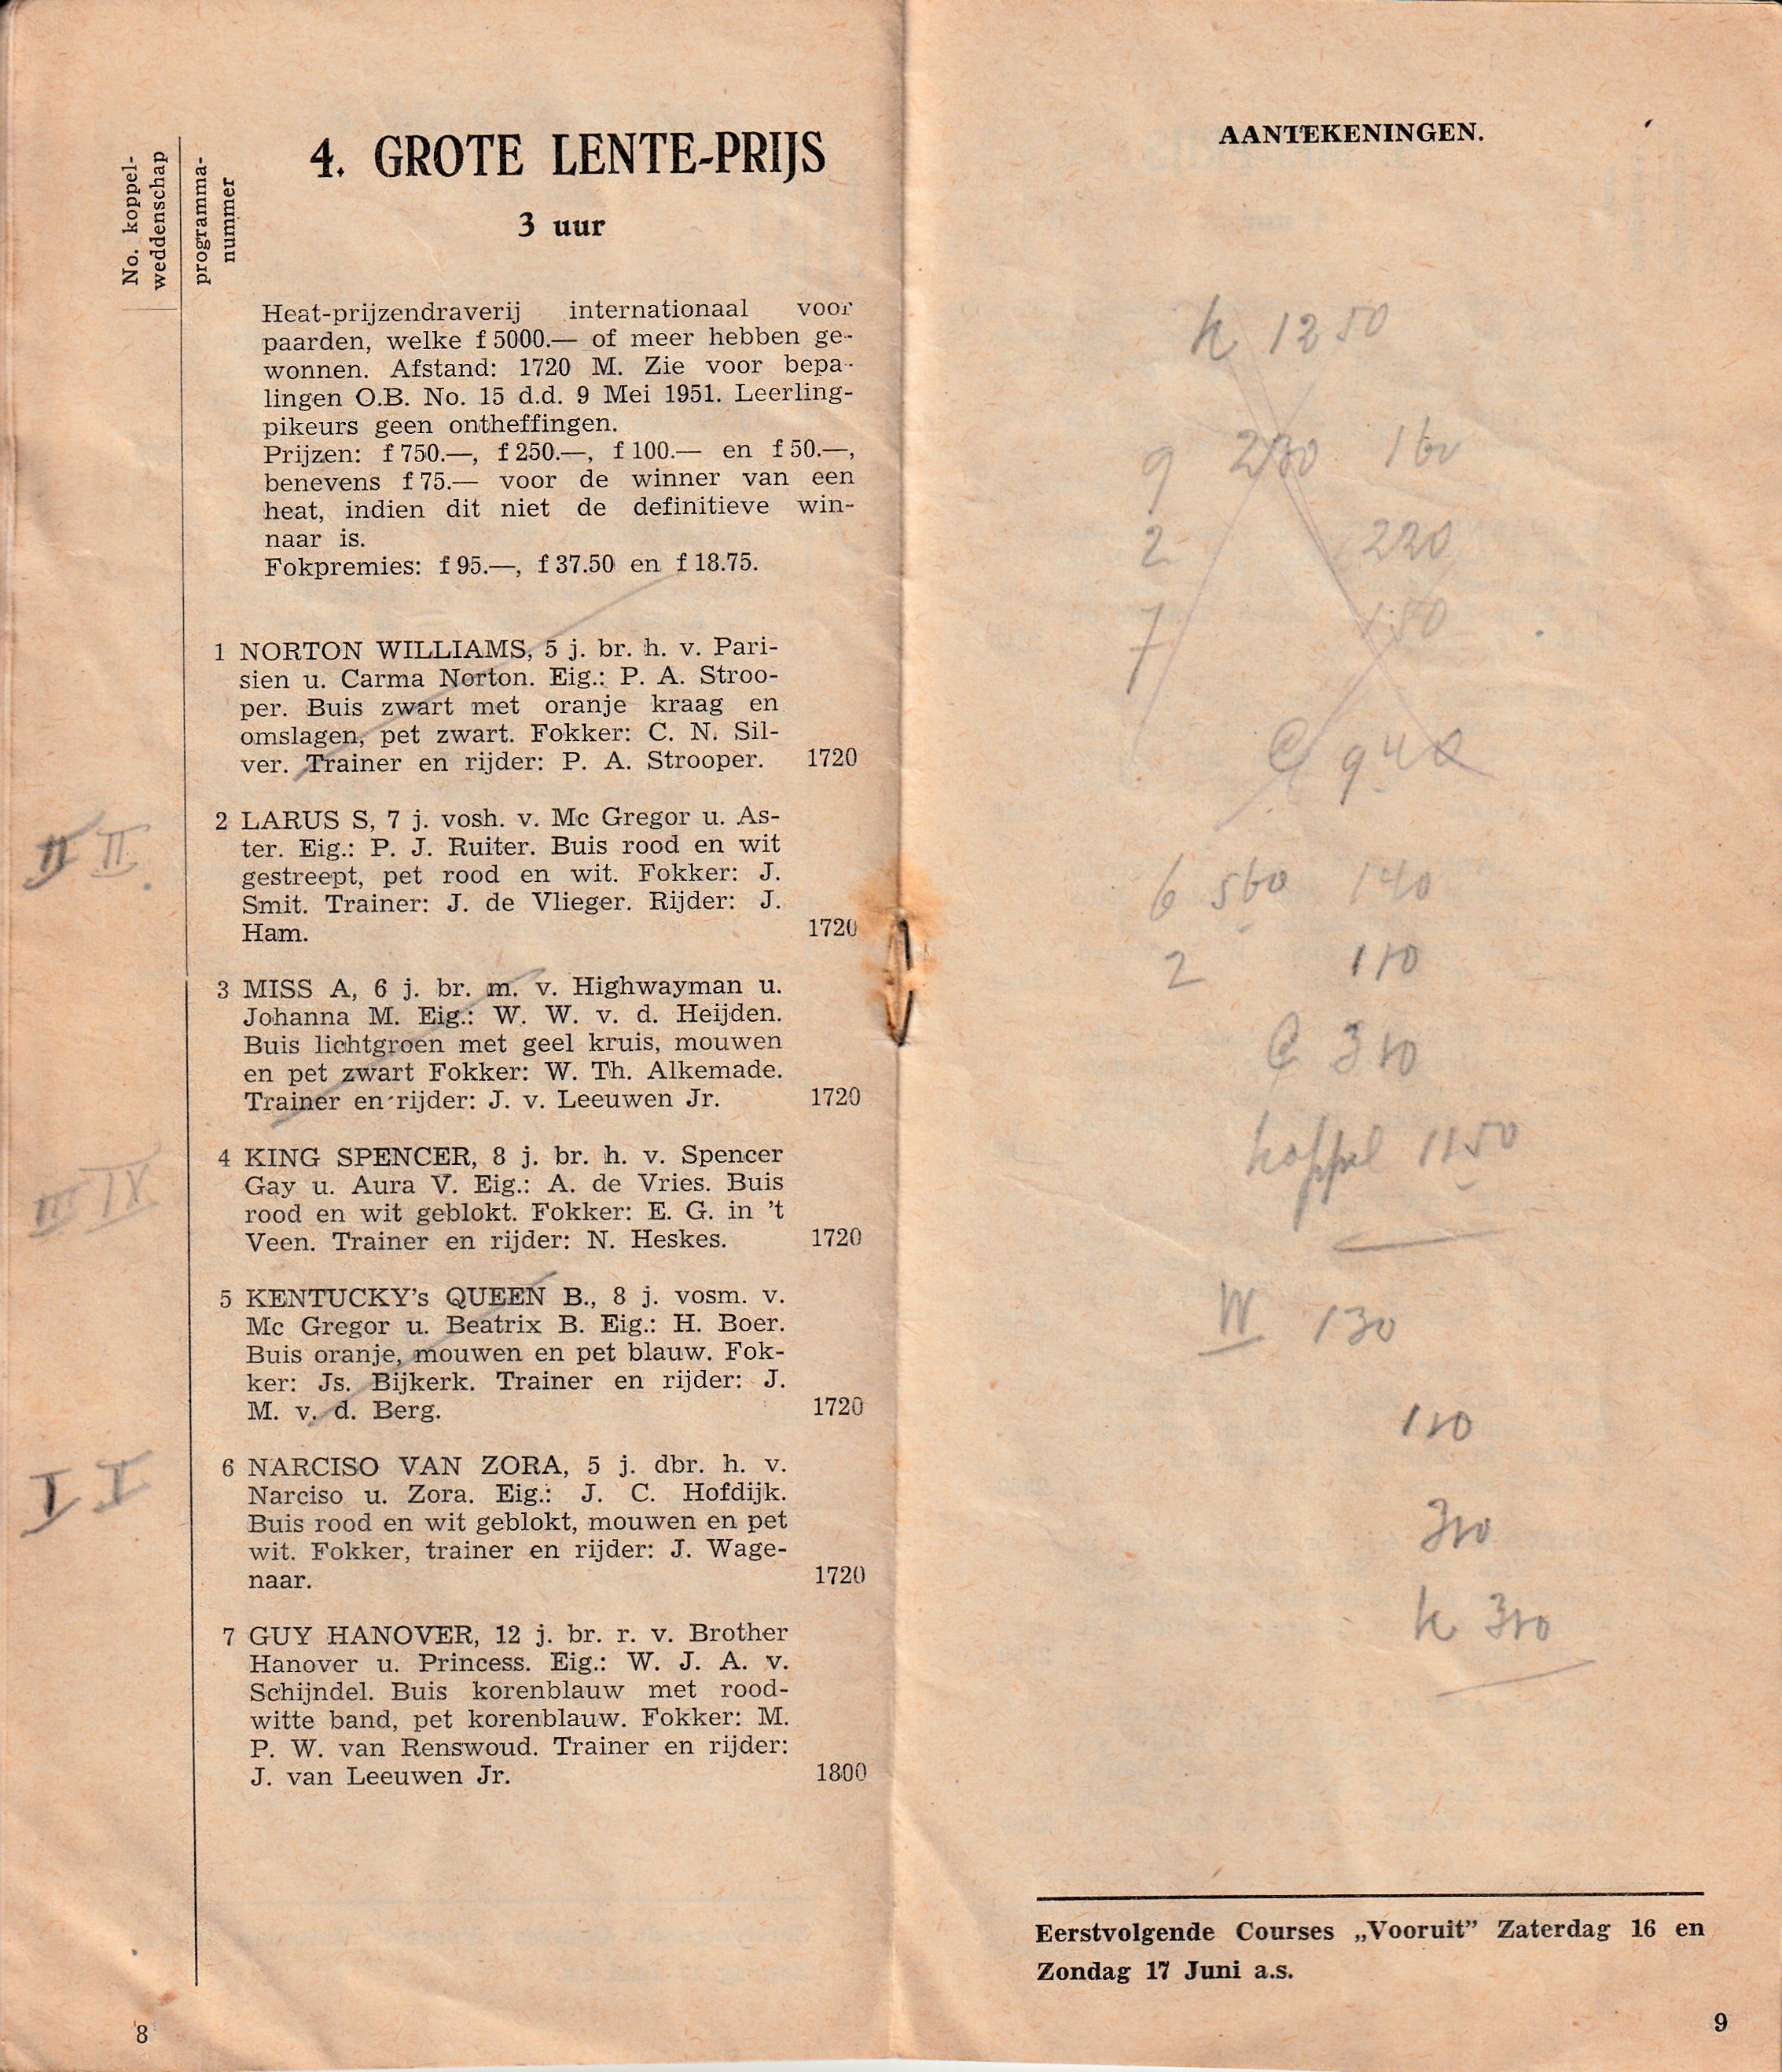 No. koppel-
weddenschap
programma-
nummer
4. GROTE LENTE-PRIJS
3 uur
Heat-prijzendraverij internationaal voor
paarden, welke f 5000.— of meer hebben ge-
wonnen. Afstand: 1720 M. Zie voor bepa-
lingen O.B. No. 15 d.d. 9 Mei 1951. Leerling-
pikeurs geen ontheffingen.
Prijzen: f 750.—, f 250.—, f 100.— en f 50.—,
benevens f 75.— voor de winner van een
heat, indien dit niet de definitieve win-
naar is.
Fokpremies: f 95.—, f 37.50 en f 18.75.
1 NORTON WILLIAMS, 5 j. br. h. v. Pari-
sien u. Carma Norton. Eig.: P. A. Stroo-
per. Buis zwart met oranje kraag en
omslagen, pet zwart. Fokker: C. N. Sil-
ver. Trainer en rijder: P. A. Strooper. 1720
II II
2 LARUS S, 7 j. vosh. v. Mc Gregor u. As-
ter. Eig.: P. J. Ruiter. Buis rood en wit
gestreept, pet rood en wit. Fokker: J.
Smit. Trainer: J. de Vlieger. Rijder: J.
Ham. 1720
3 MISS A, 6 j. br. m. v. Highwayman u.
Johanna M. Eig.: W. W. v. d. Heijden.
Buis lichtgroen met geel kruis, mouwen
en pet zwart Fokker: W. Th. Alkemade.
Trainer en rijder: J. v. Leeuwen Jr. 1720
III IV
4 KING SPENCER, 8 j. br. h. v. Spencer
Gay u. Aura V. Eig.: A. de Vries. Buis
rood en wit geblokt. Fokker: E. G. in 't
Veen. Trainer en rijder: N. Heskes. 1720
5 KENTUCKY's QUEEN B., 8 j. vosm. v.
Mc Gregor u. Beatrix B. Eig.: H. Boer.
Buis oranje, mouwen en pet blauw. Fok-
ker: Js. Bijkerk. Trainer en rijder: J.
M. v. d. Berg. 1720
I I
6 NARCISO VAN ZORA, 5 j. dbr. h. v.
Narciso u. Zora. Eig.: J. C. Hofdijk.
Buis rood en wit geblokt, mouwen en pet
wit. Fokker, trainer en rijder: J. Wage-
naar. 1720
7 GUY HANOVER, 12 j. br. r. v. Brother
Hanover u. Princess. Eig.: W. J. A. v.
Schijndel. Buis korenblauw met rood-
witte band, pet korenblauw. Fokker: M.
P. W. van Renswoud. Trainer en rijder:
J. van Leeuwen Jr. 1800
8
AANTEKENINGEN.
k 1250
9 160
2 220
7
6 560 140
2 110
koppel 1150
130
Eerstvolgende Courses „Vooruit” Zaterdag 16 en
Zondag 17 Juni a.s.
9